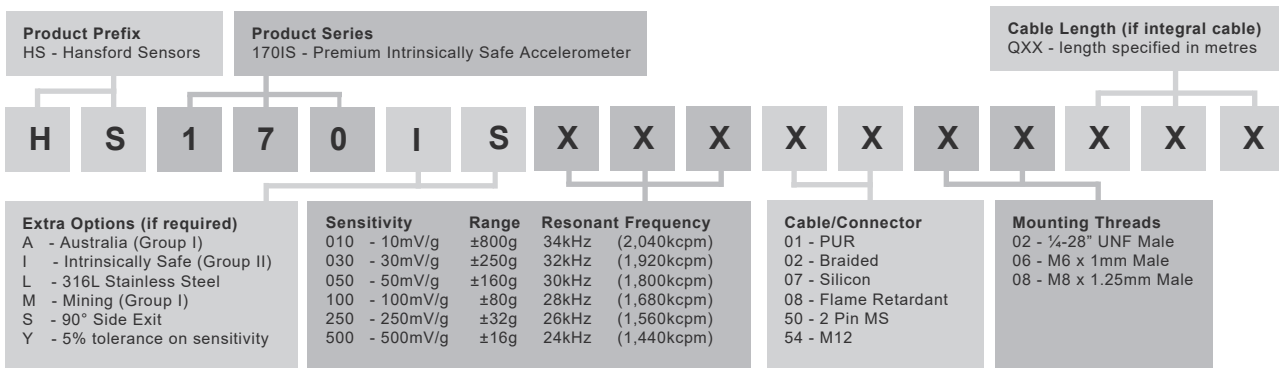 Product Prefix
HS - Hansford Sensors
Product Series
170IS - Premium Intrinsically Safe Accelerometer
Cable Length (if integral cable)
QXX - length specified in metres
H S 1 7 0 I S X X X X X X X X X X
Extra Options (if required)
A - Australia (Group I)
I - Intrinsically Safe (Group II)
L - 316L Stainless Steel
M - Mining (Group I)
S - 90° Side Exit
Y - 5% tolerance on sensitivity
Sensitivity Range Resonant Frequency
010 - 10mV/g ±800g 34kHz (2,040kcpm)
030 - 30mV/g ±250g 32kHz (1,920kcpm)
050 - 50mV/g ±160g 30kHz (1,800kcpm)
100 - 100mV/g ±80g 28kHz (1,680kcpm)
250 - 250mV/g ±32g 26kHz (1,560kcpm)
500 - 500mV/g ±16g 24kHz (1,440kcpm)
Cable/Connector
01 - PUR
02 - Braided
07 - Silicon
08 - Flame Retardant
50 - 2 Pin MS
54 - M12
Mounting Threads
02 - ¼-28" UNF Male
06 - M6 x 1mm Male
08 - M8 x 1.25mm Male